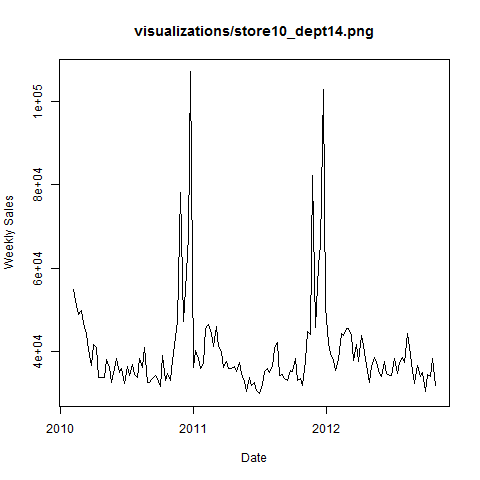 visualizations/store10_dept14.png
Weekly Sales
1e+05
8e+04
6e+04
4e+04
2010
2011
2012
Date